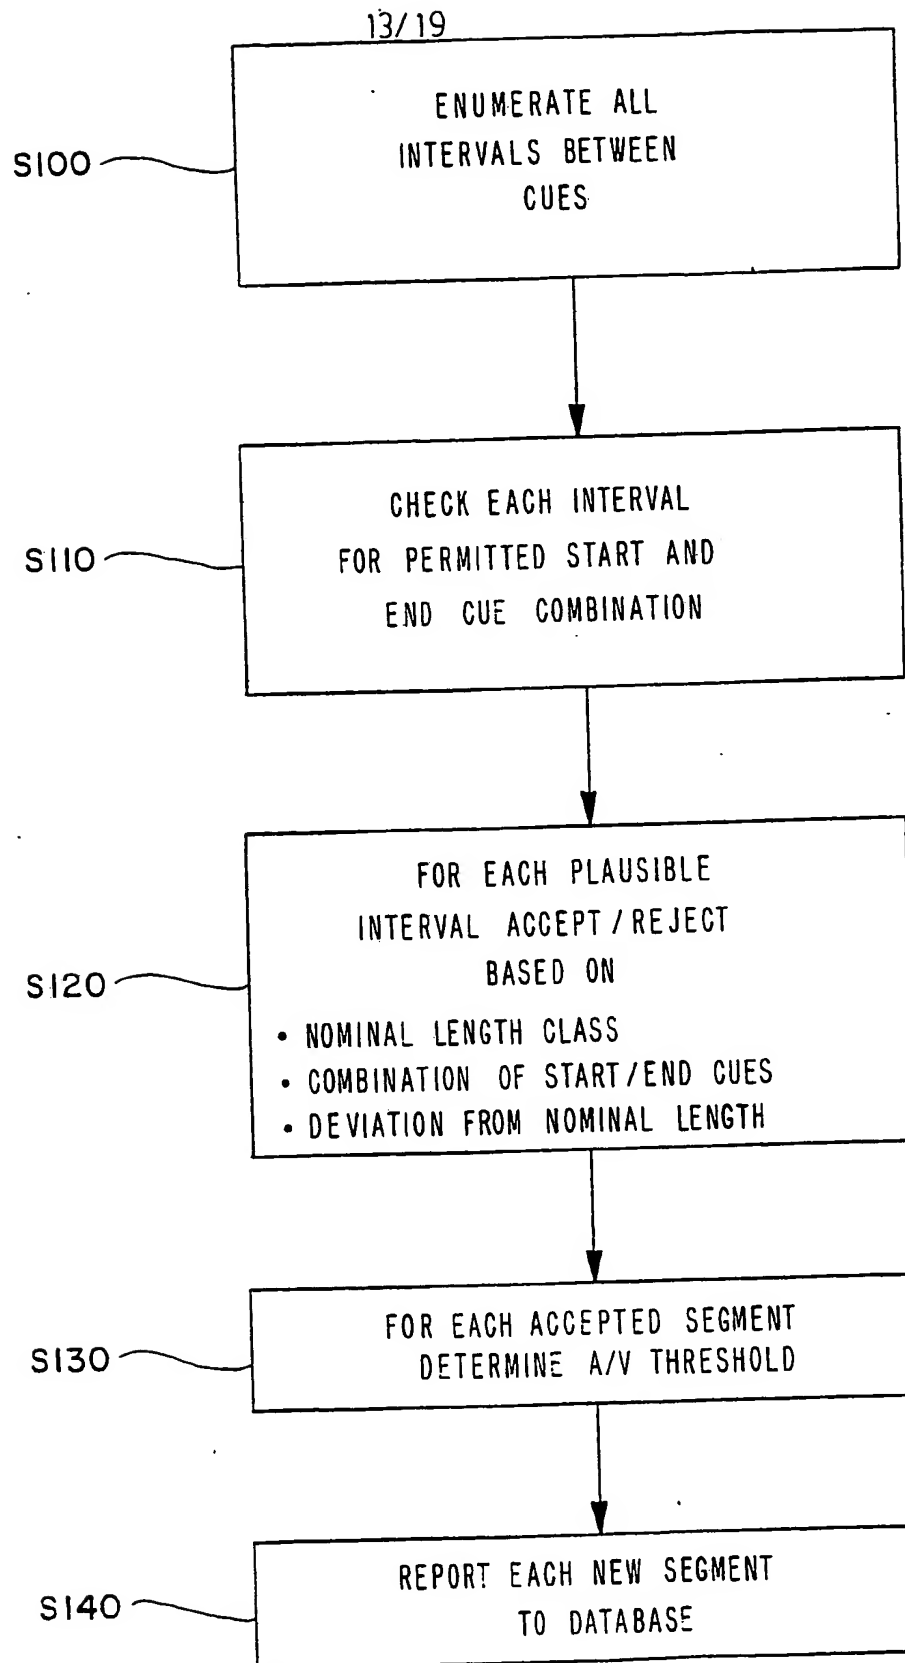 13/19
ENUMERATE ALL
INTERVALS BETWEEN
CUES
S100
CHECK EACH INTERVAL
FOR PERMITTED START AND
END CUE COMBINATION
S110
FOR EACH PLAUSIBLE
INTERVAL ACCEPT/REJECT
BASED ON
• NOMINAL LENGTH CLASS
• COMBINATION OF START/END CUES
• DEVIATION FROM NOMINAL LENGTH
S120
FOR EACH ACCEPTED SEGMENT
DETERMINE A/V THRESHOLD
S130
REPORT EACH NEW SEGMENT
TO DATABASE
S140